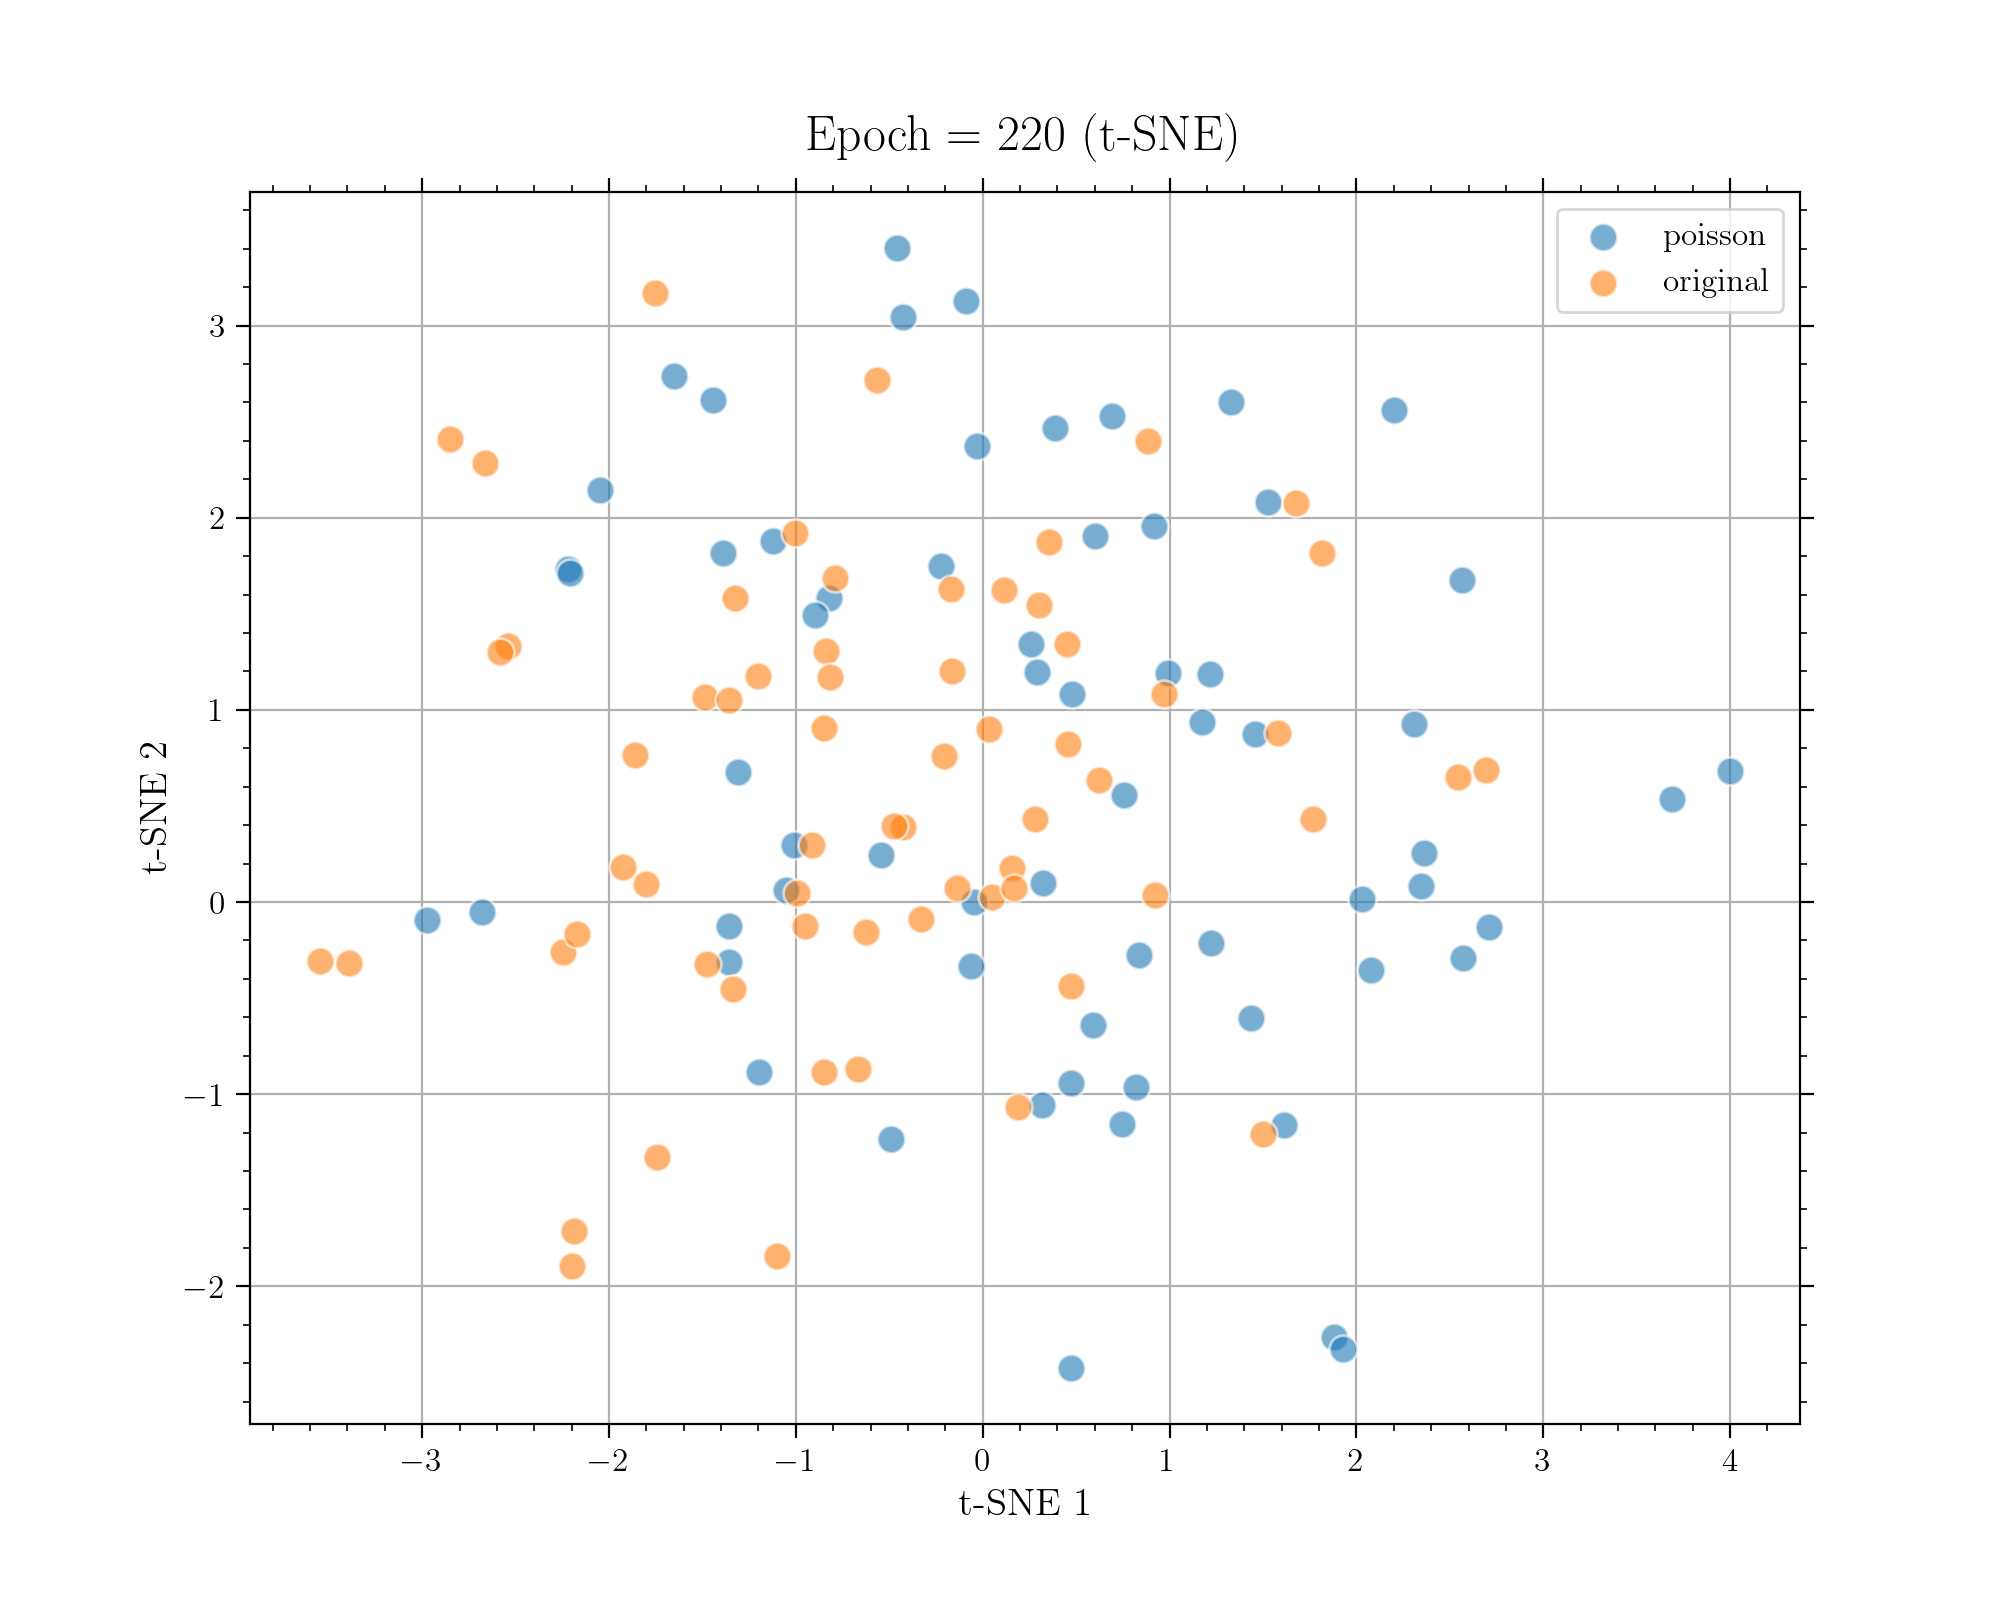 Epoch = 220 (t-SNE)
poisson
original
3
2
1
0
−1
−2
t-SNE 2
−3 −2 −1 0 1 2 3 4
t-SNE 1